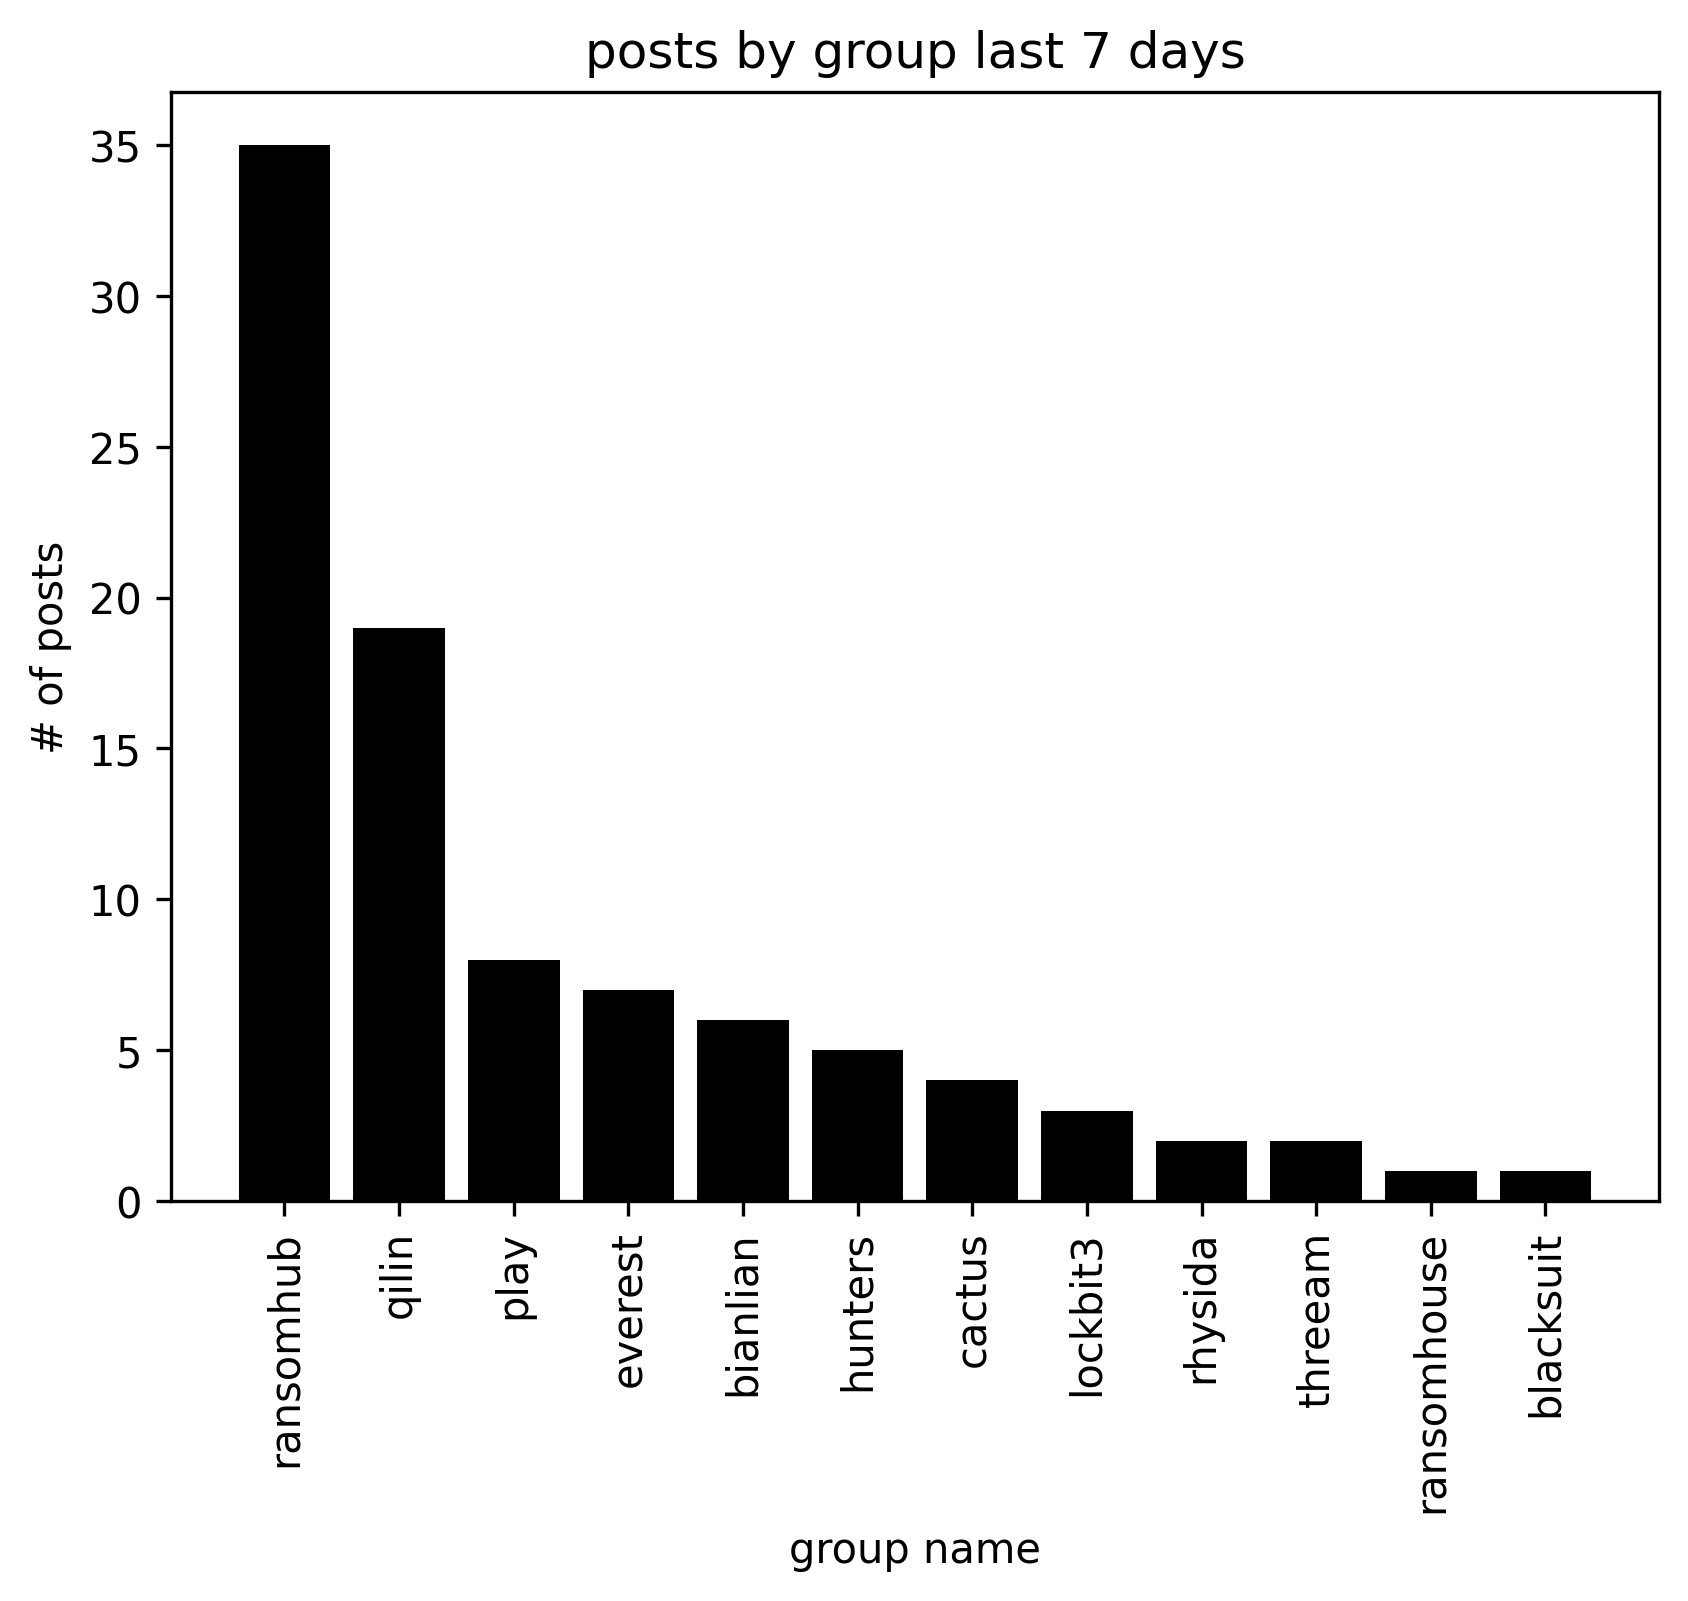 posts by group last 7 days
35
30
25
20
15
10
5
0
# of posts
ransomhub
qilin
play
everest
bianlian
hunters
cactus
lockbit3
rhysida
threeam
ransomhouse
blacksuit
group name